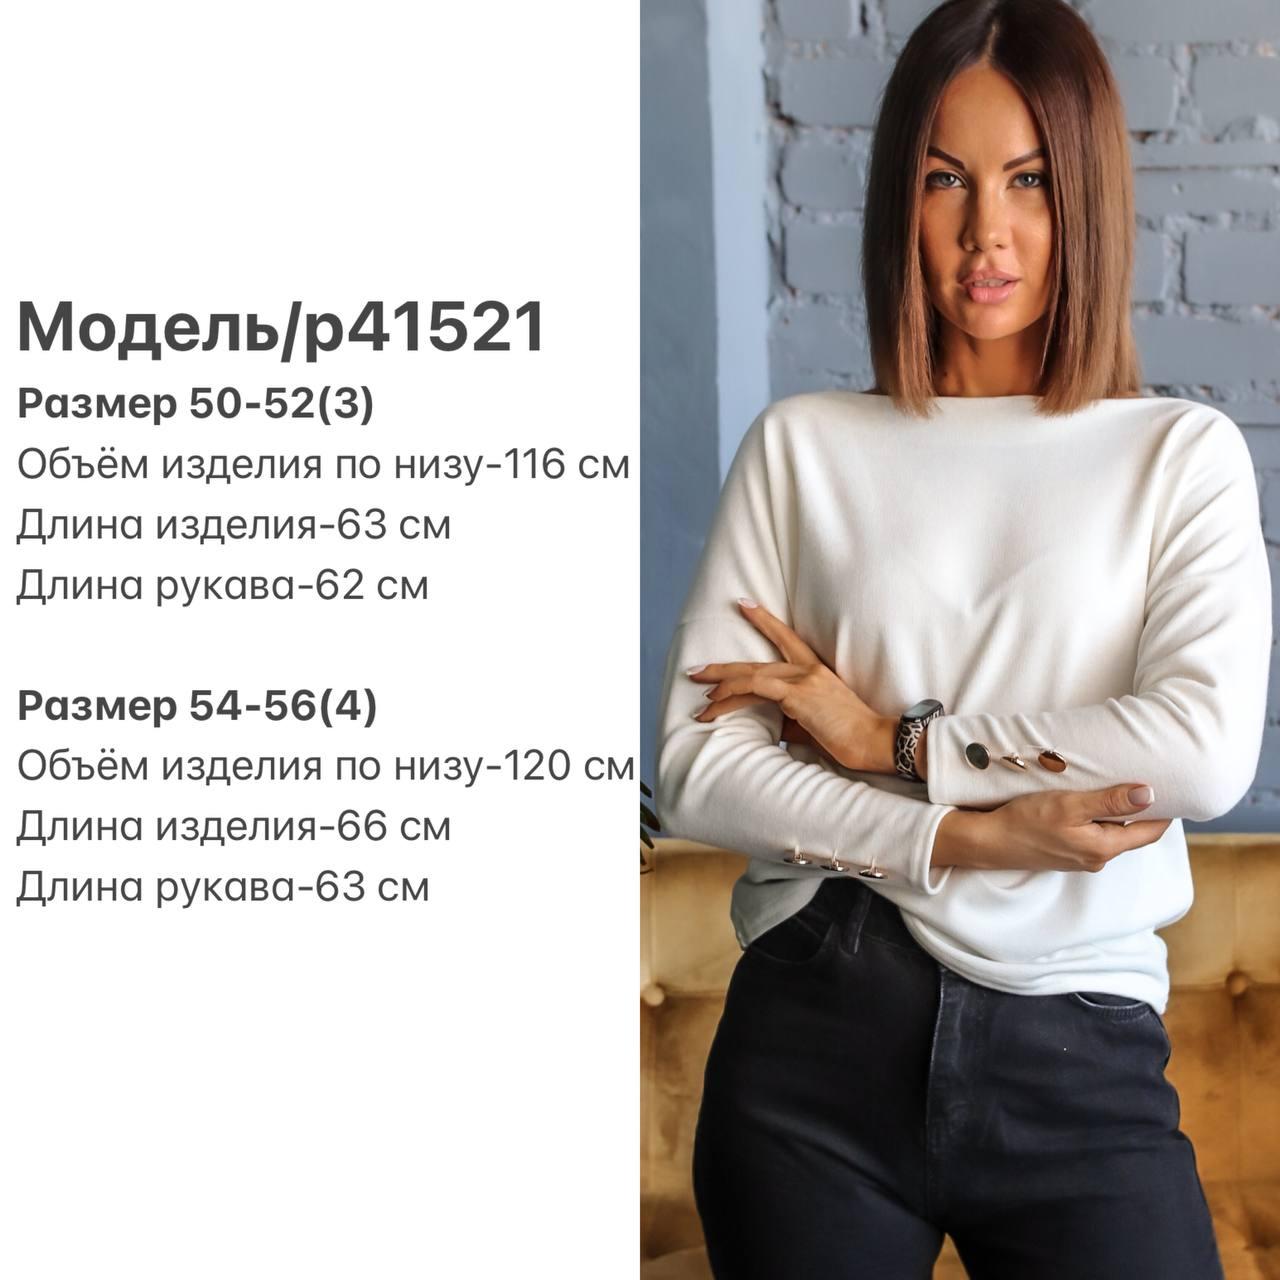 Модель/р41521
Размер 50-52(3)
Объём изделия по низу-116 см
Длина изделия-63 см
Длина рукава-62 см
Размер 54-56(4)
Объём изделия по низу-120 см
Длина изделия-66 см
Длина рукава-63 см